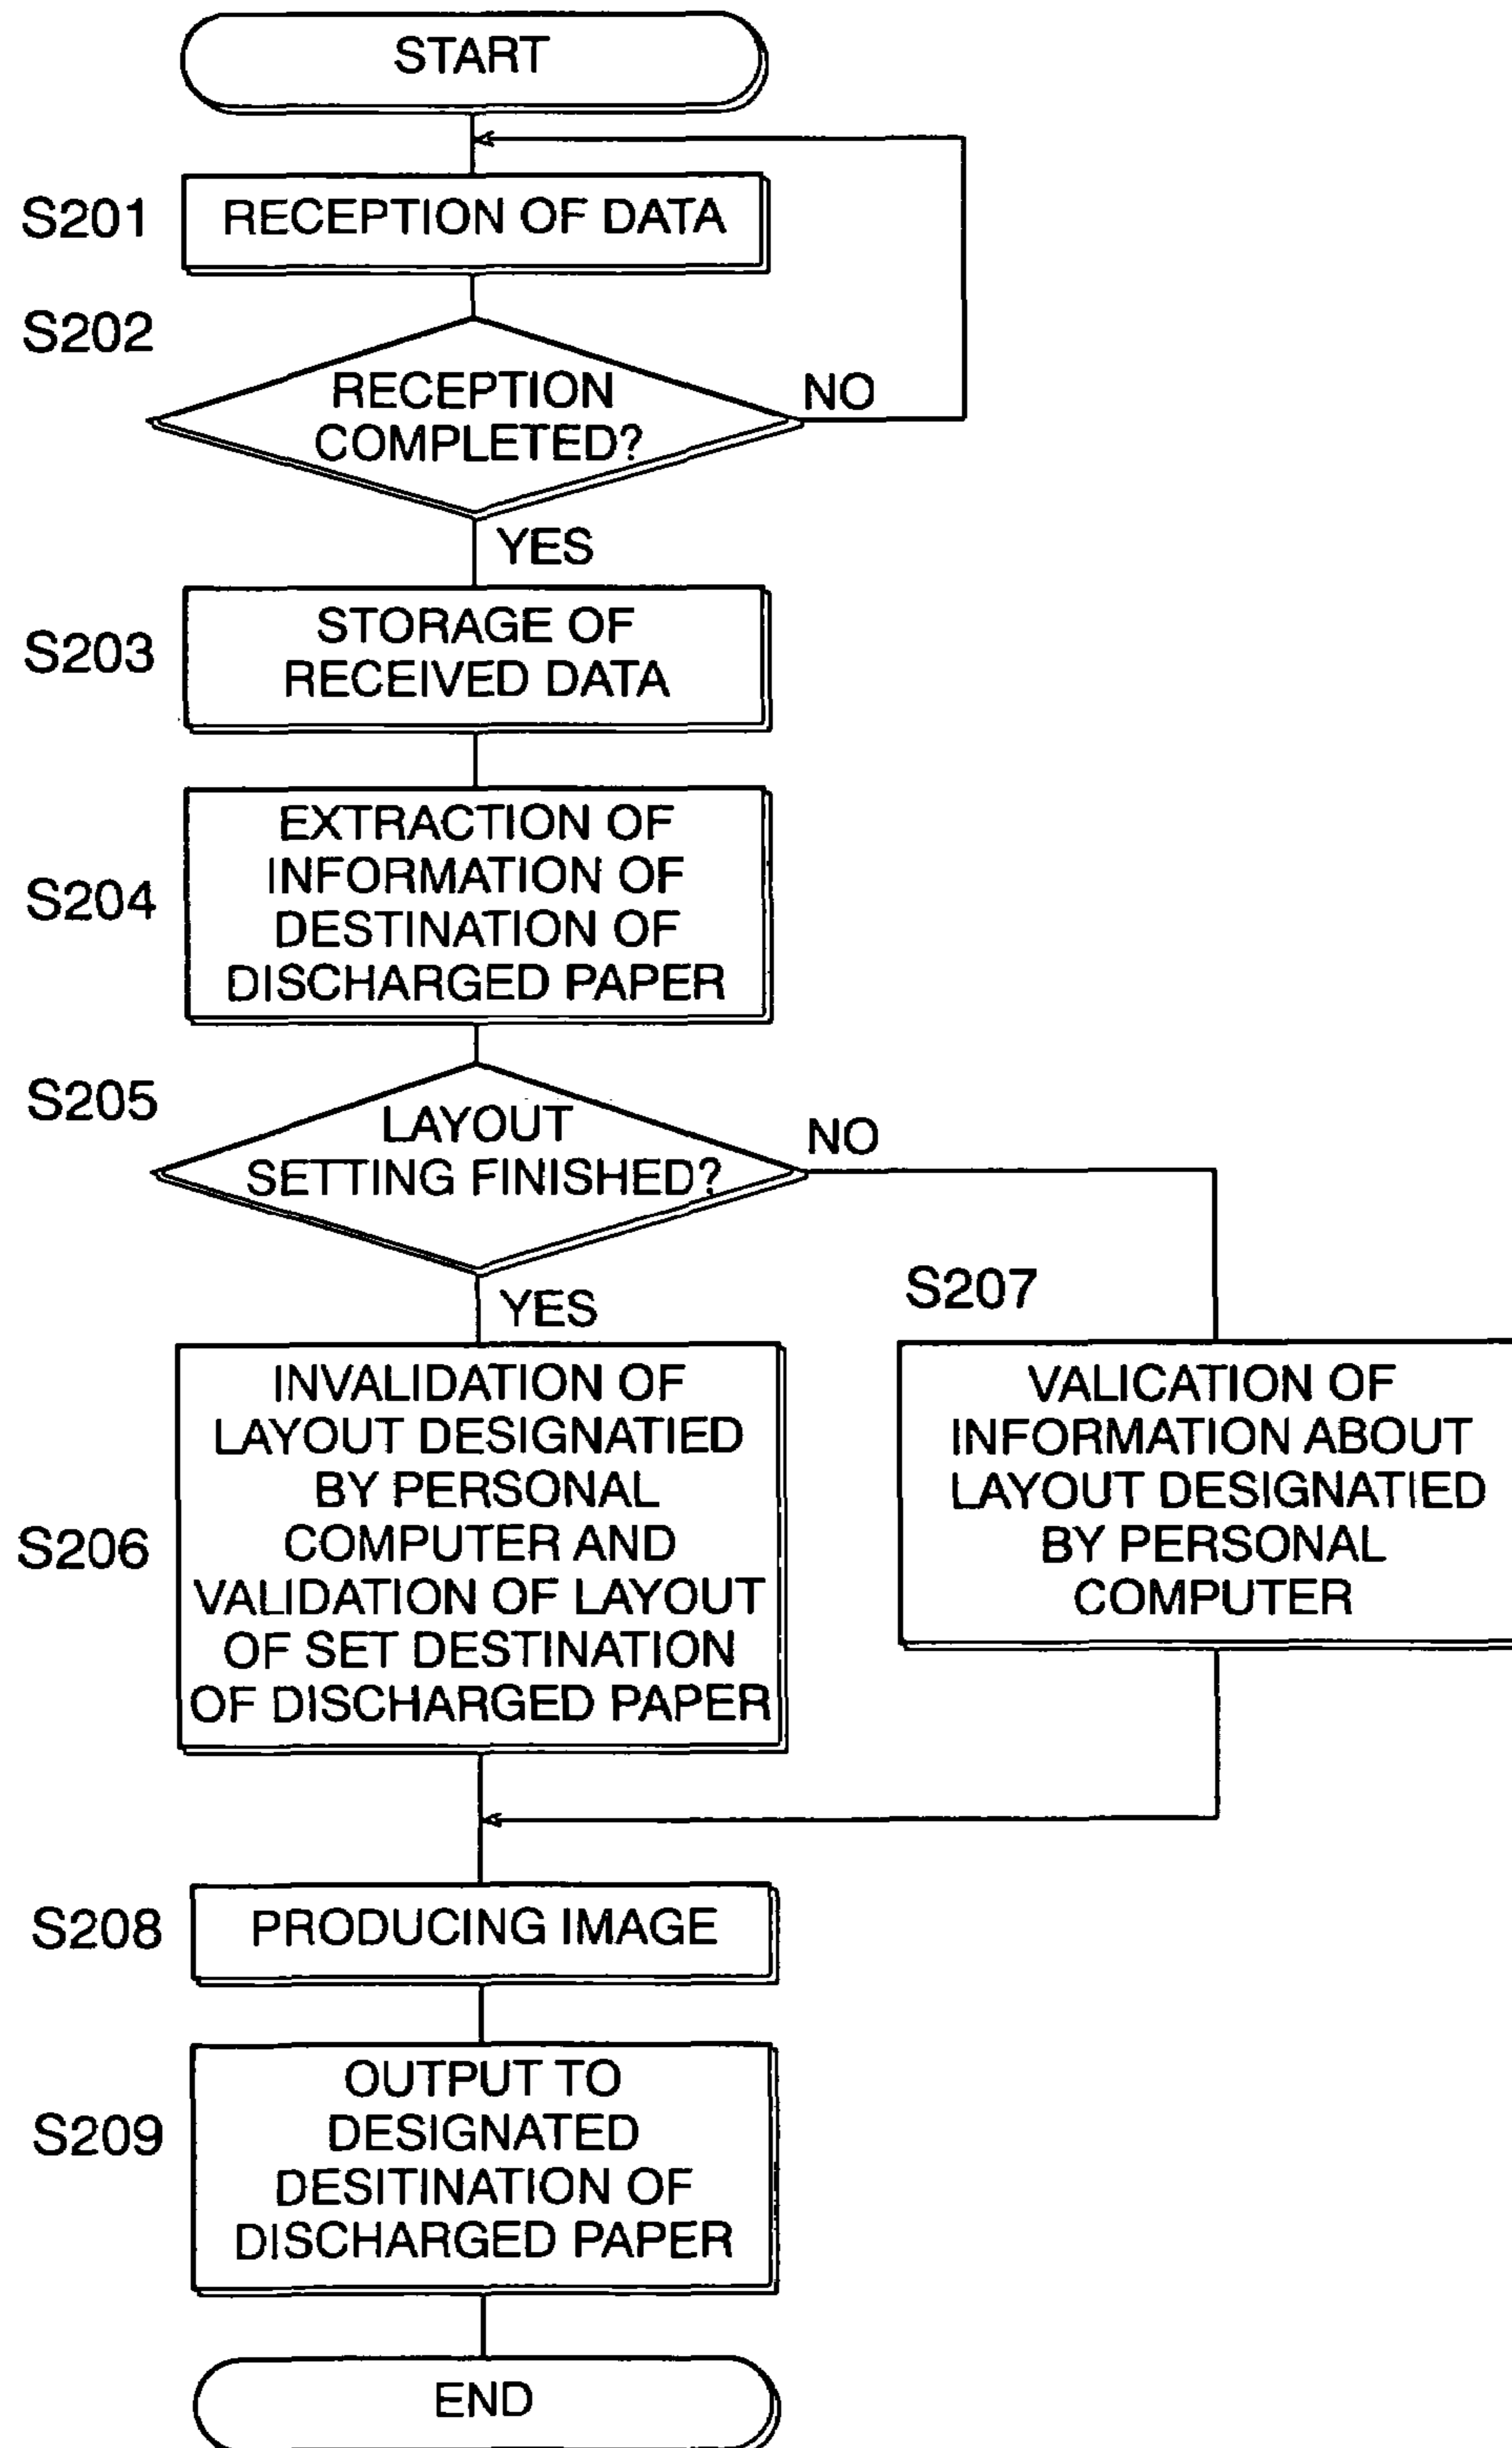 START
S201
RECEPTION OF DATA
S202
RECEPTION
COMPLETED?
NO
YES
S203
STORAGE OF
RECEIVED DATA
S204
EXTRACTION OF
INFORMATION OF
DESTINATION OF
DISCHARGED PAPER
S205
LAYOUT
SETTING FINISHED?
NO
YES
S206
INVALIDATION OF
LAYOUT DESIGNATIED
BY PERSONAL
COMPUTER AND
VALIDATION OF LAYOUT
OF SET DESTINATION
OF DISCHARGED PAPER
S207
VALICATION OF
INFORMATION ABOUT
LAYOUT DESIGNATIED
BY PERSONAL
COMPUTER
S208
PRODUCING IMAGE
S209
OUTPUT TO
DESIGNATED
DESITINATION OF
DISCHARGED PAPER
END